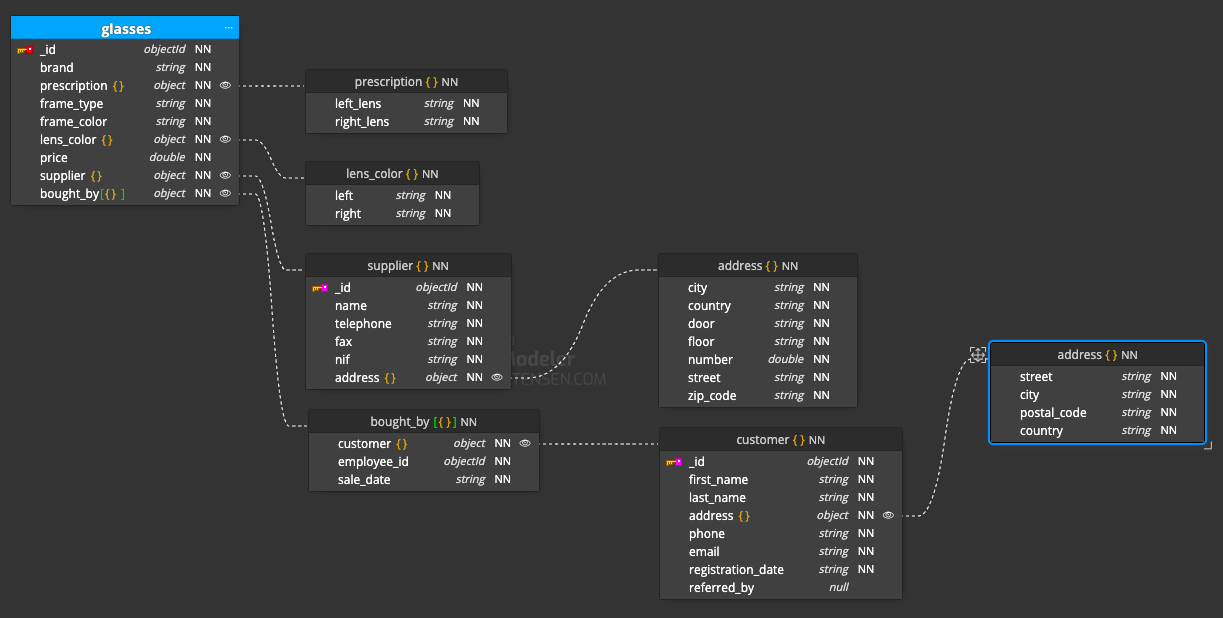 glasses ...
_id objectId NN
brand string NN
prescription {} object NN
frame_type string NN
frame_color string NN
lens_color {} object NN
price double NN
supplier {} object NN
bought_by[{} ] object NN
prescription {} NN
left_lens string NN
right_lens string NN
lens_color {} NN
left string NN
right string NN
supplier {} NN
_id objectId NN
name string NN
telephone string NN
fax string NN
nif string NN
address {} object NN
address {} NN
city string NN
country string NN
door string NN
floor string NN
number double NN
street string NN
zip_code string NN
bought_by [{}] NN
customer {} object NN
employee_id objectId NN
sale_date string NN
customer {} NN
_id objectId NN
first_name string NN
last_name string NN
address {} object NN
phone string NN
email string NN
registration_date string NN
referred_by null
address {} NN
street string NN
city string NN
postal_code string NN
country string NN